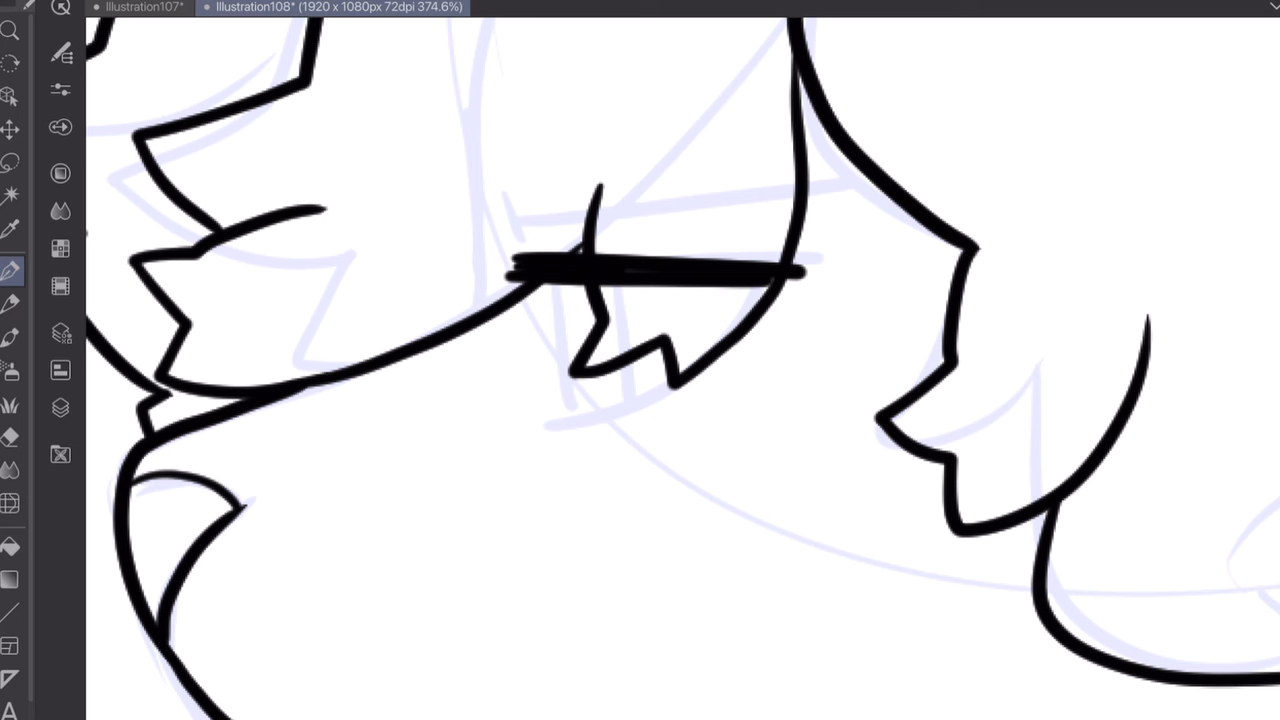 Illustration107*
Illustration108* (1920 x 1080px 72dpi 374.6%)